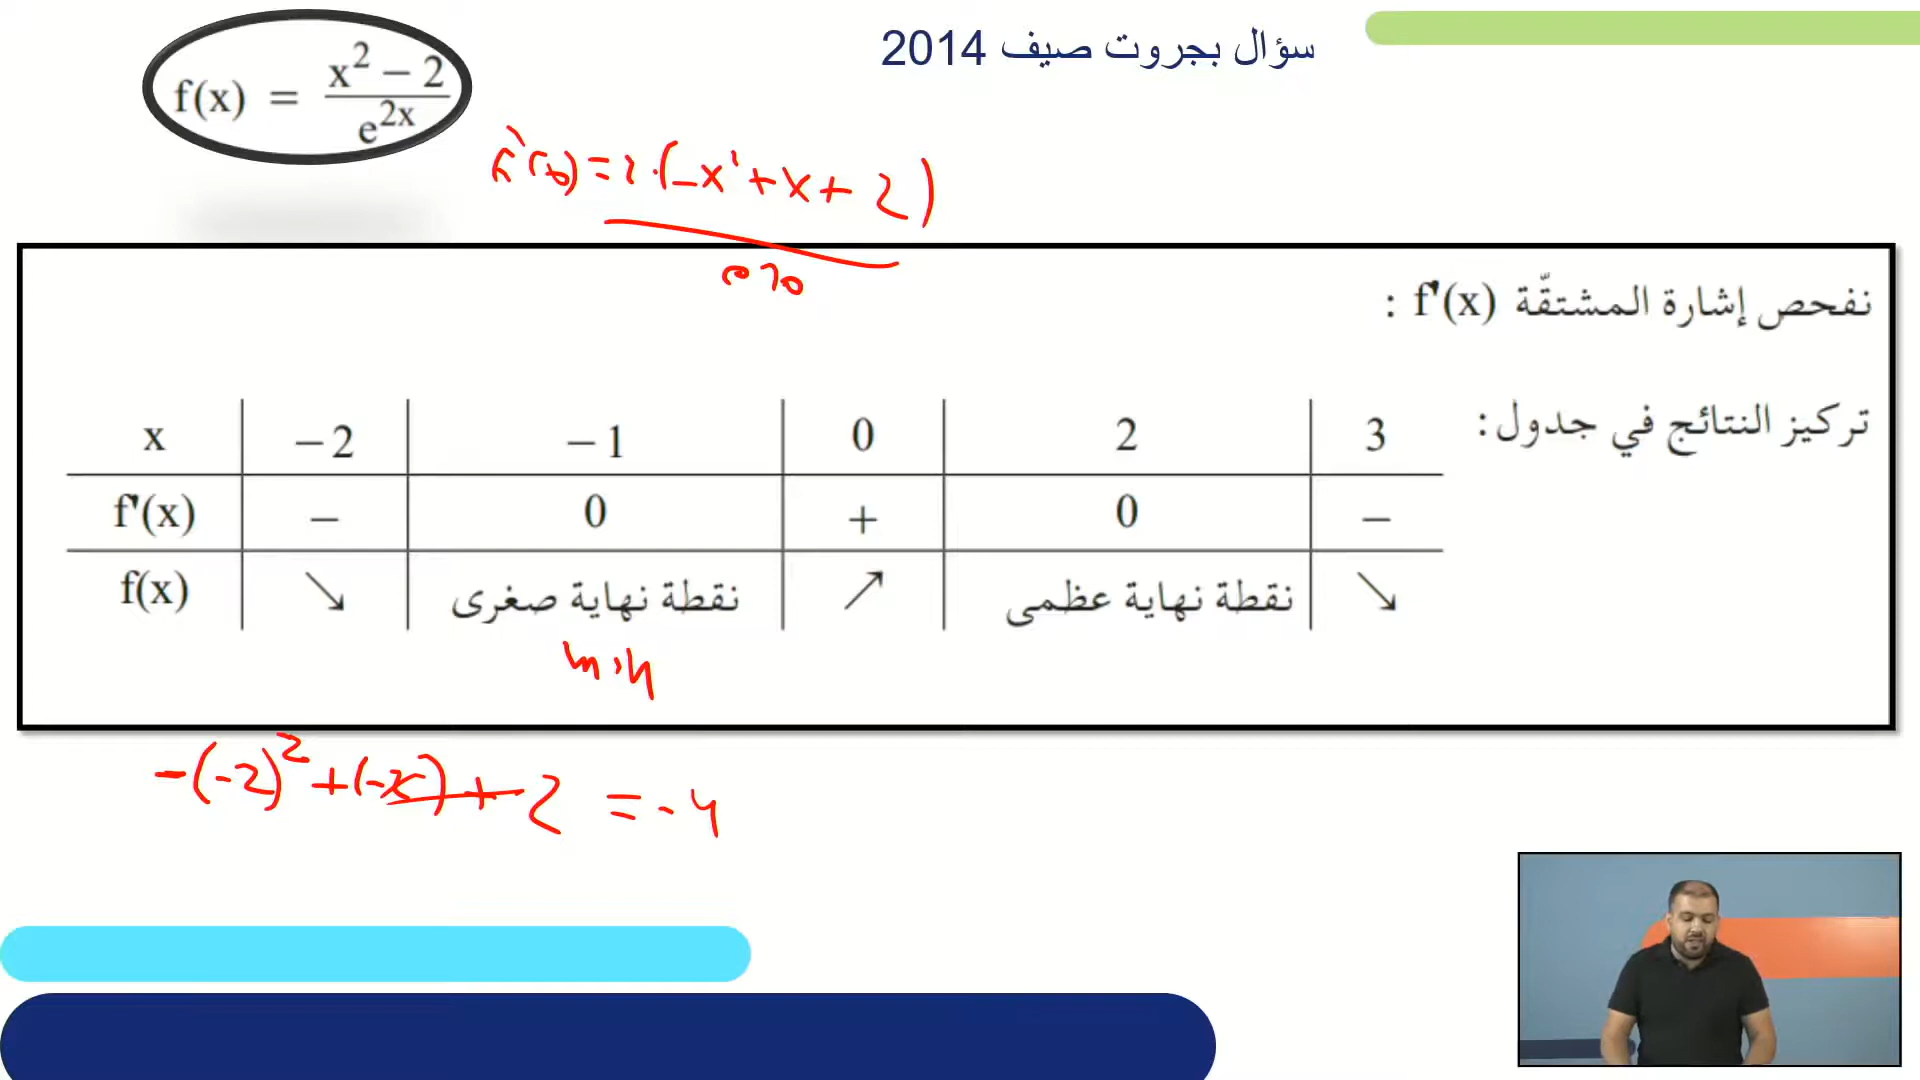 سؤال بجروت صيف 2014
f(x) = (x² − 2) / e^(2x)
f'(x) = 2·(−x² + x + 2)
نفحص إشارة المشتقّة f'(x) :
تركيز النتائج في جدول:
x | −2 | −1 | 0 | 2 | 3
f'(x) | − | 0 | + | 0 | −
f(x) | ↘ | نقطة نهاية صغرى | ↗ | نقطة نهاية عظمى | ↘
min
−(−2)² + (−2) + 2 = −4